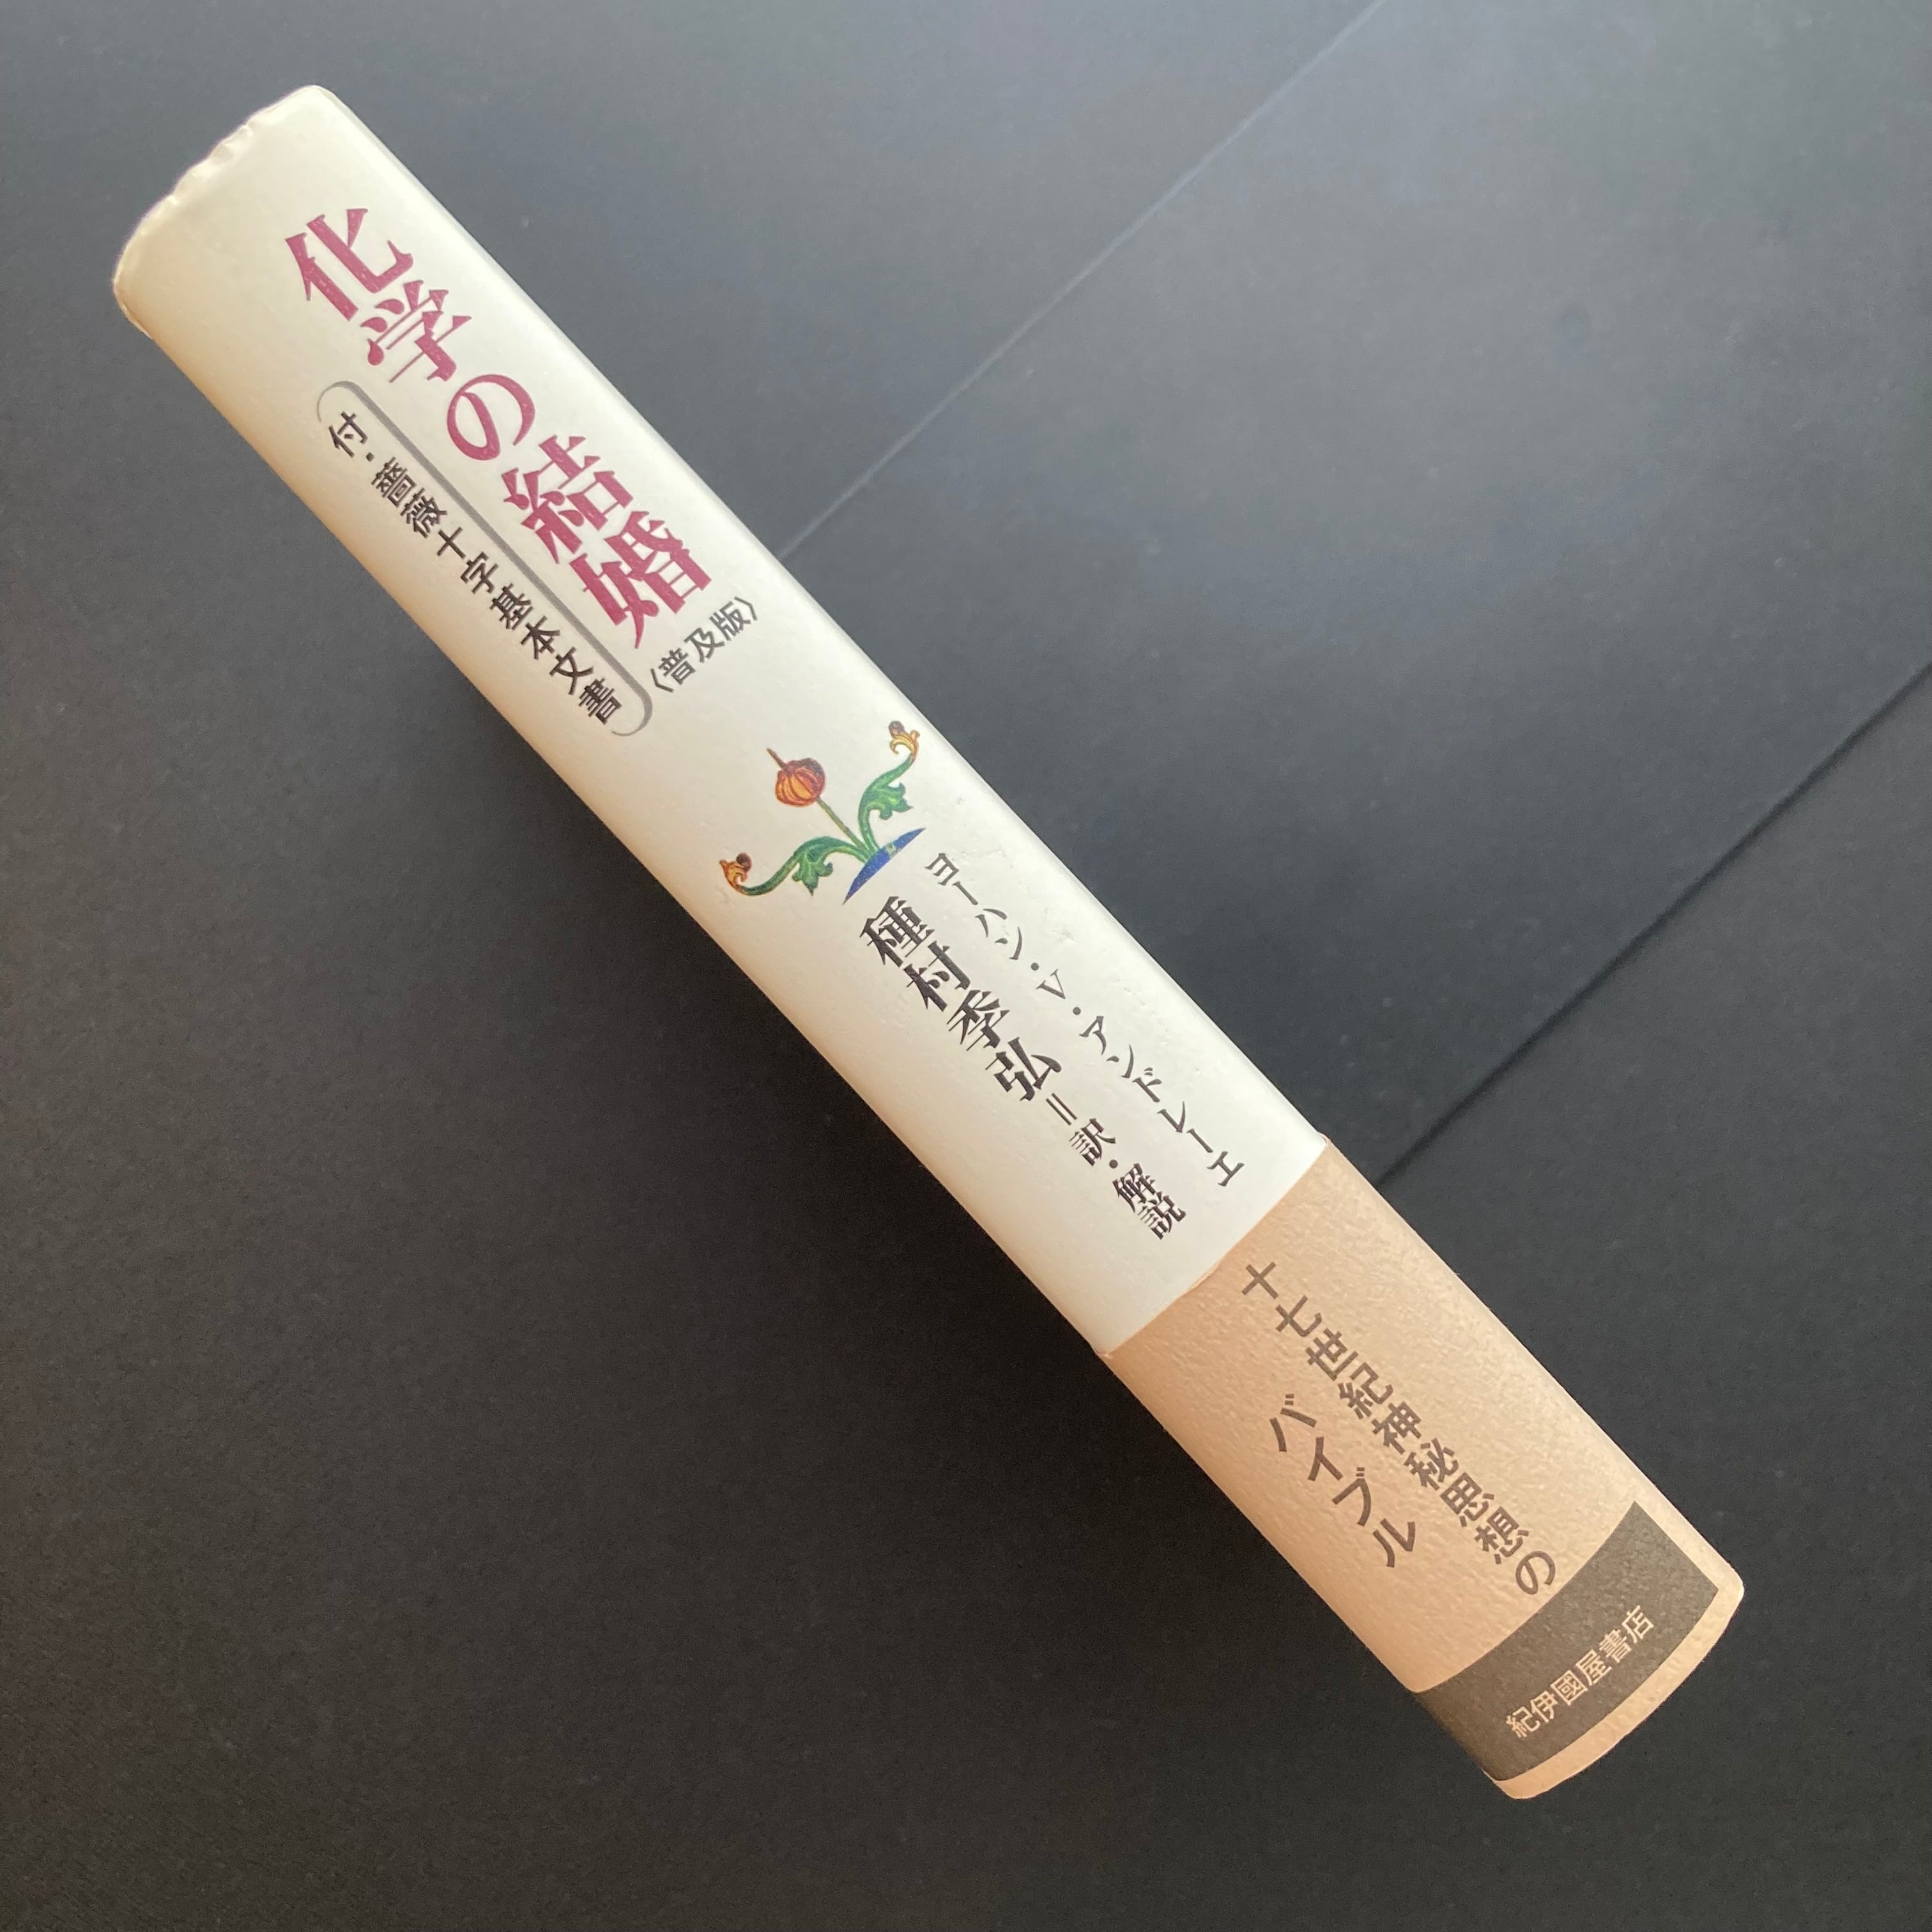 化学の結婚
付・薔薇十字基本文書
〈普及版〉
ヨーハン・V・アンドレーエ
種村季弘=訳・解説
十七世紀神秘思想の
バイブル
紀伊國屋書店